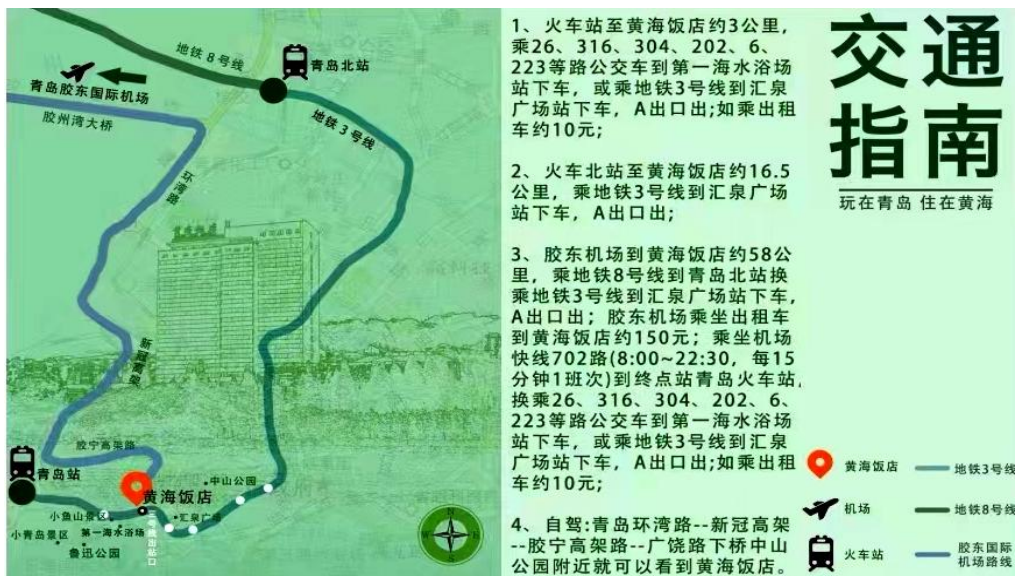 地铁8号线
青岛北站
青岛胶东国际机场
胶州湾大桥
地铁3号线
环湾路
新冠高架
胶宁高架路
青岛站
黄海饭店
中山公园
小鱼山景区
汇泉广场
小青岛景区
第一海水浴场
鲁迅公园
N
W
E
S
1、火车站至黄海饭店约3公里,
乘26、316、304、202、6、
223等路公交车到第一海水浴场
站下车，或乘地铁3号线到汇泉
广场站下车，A出口出;如乘出租
车约10元;
2、火车北站至黄海饭店约16.5
公里，乘地铁3号线到汇泉广场
站下车，A出口出;
3、胶东机场到黄海饭店约58公
里，乘地铁8号线到青岛北站换
乘地铁3号线到汇泉广场站下车,
A出口出；胶东机场乘坐出租车
到黄海饭店约150元；乘坐机场
快线702路(8:00~22:30，每15
分钟1班次)到终点站青岛火车站,
换乘26、316、304、202、6、
223等路公交车到第一海水浴场
站下车，或乘地铁3号线到汇泉
广场站下车，A出口出;如乘出租
车约10元;
4、自驾:青岛环湾路--新冠高架
--胶宁高架路--广饶路下桥中山
公园附近就可以看到黄海饭店。
交通
指南
玩在青岛 住在黄海
黄海饭店
地铁3号线
机场
地铁8号线
火车站
胶东国际
机场路线